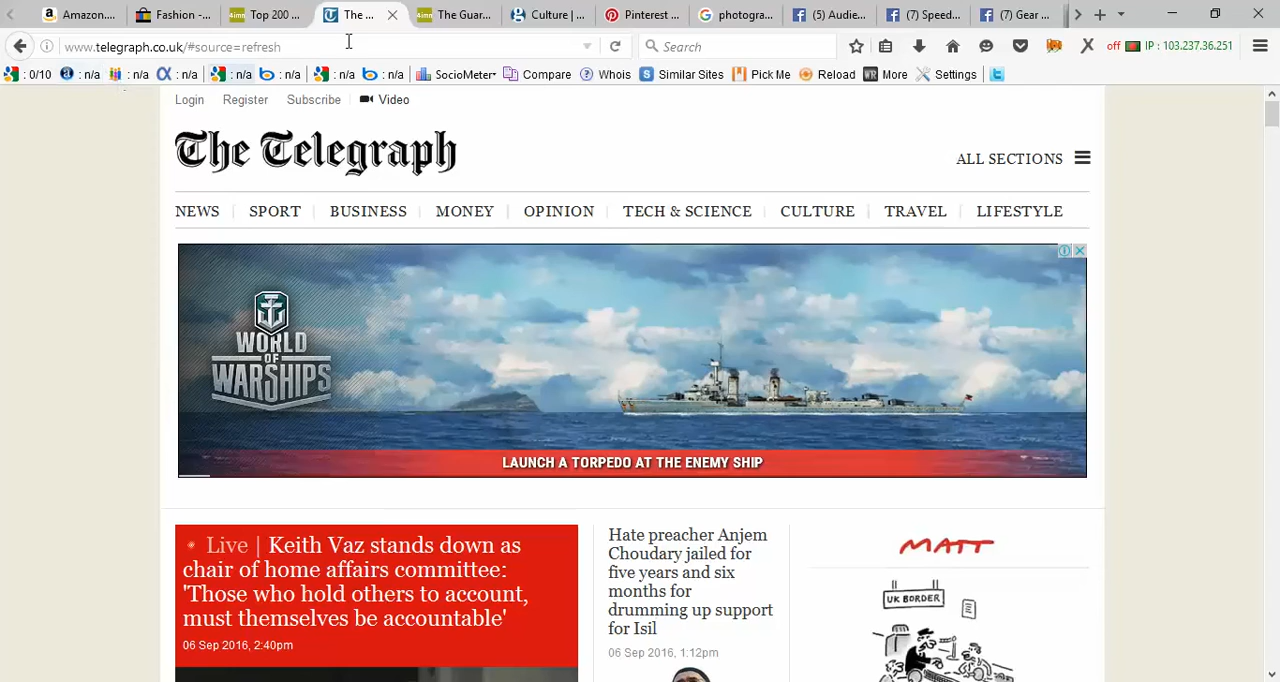 Amazon....
Fashion -...
4imn
Top 200 ...
The ...
4imn
The Guar...
Culture | ...
Pinterest ...
photogra...
(5) Audie...
(7) Speed...
(7) Gear ...
www.telegraph.co.uk/#source=refresh
Search
off
IP : 103.237.36.251
: 0/10
: n/a
: n/a
: n/a
: n/a
: n/a
: n/a
: n/a
SocioMeter
Compare
Whois
Similar Sites
Pick Me
Reload
WR
More
Settings
Login
Register
Subscribe
Video
The Telegraph
ALL SECTIONS
NEWS
SPORT
BUSINESS
MONEY
OPINION
TECH & SCIENCE
CULTURE
TRAVEL
LIFESTYLE
WORLD
OF
WARSHIPS
LAUNCH A TORPEDO AT THE ENEMY SHIP
Live | Keith Vaz stands down as
chair of home affairs committee:
'Those who hold others to account,
must themselves be accountable'
06 Sep 2016, 2:40pm
Hate preacher Anjem
Choudary jailed for
five years and six
months for
drumming up support
for Isil
06 Sep 2016, 1:12pm
MATT
UK BORDER